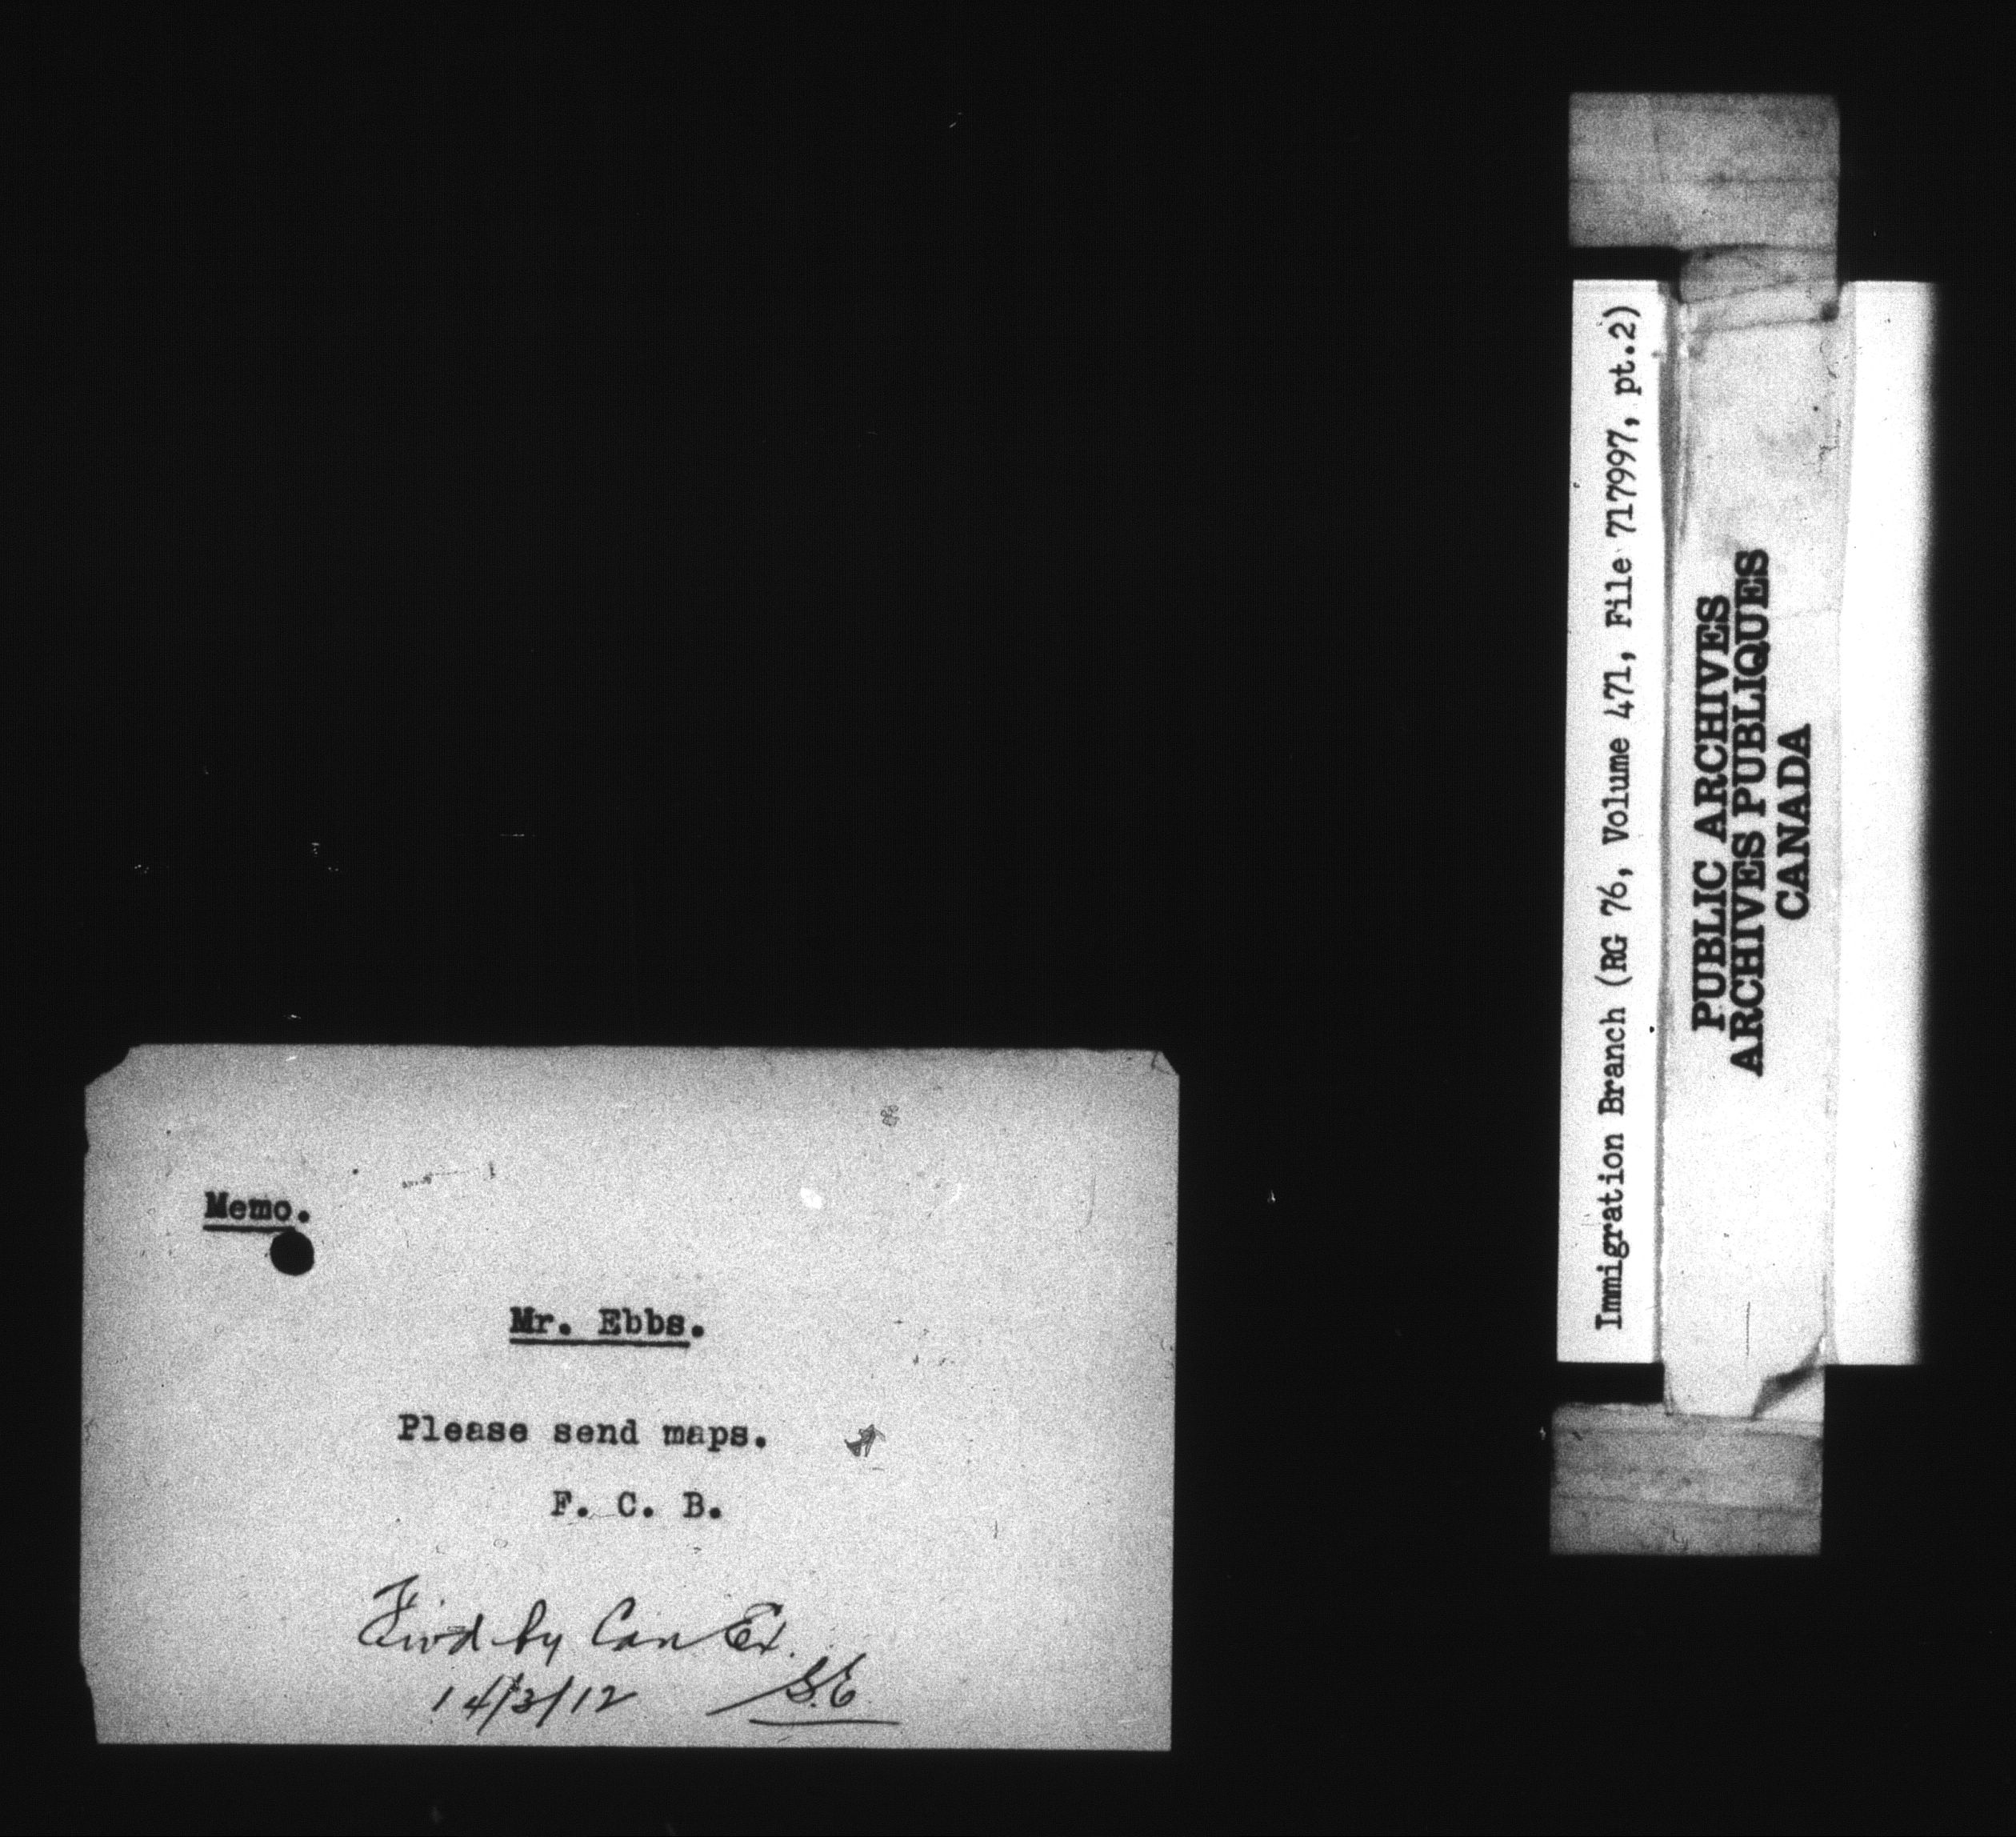 Memo.
Mr. Ebbs.
Please send maps.
F. C. B.
by Can Ex.
14/3/12 S.E
Immigration Branch (RG 76, Volume 471, File 717997, pt.2)
PUBLIC ARCHIVES
ARCHIVES PUBLIQUES
CANADA